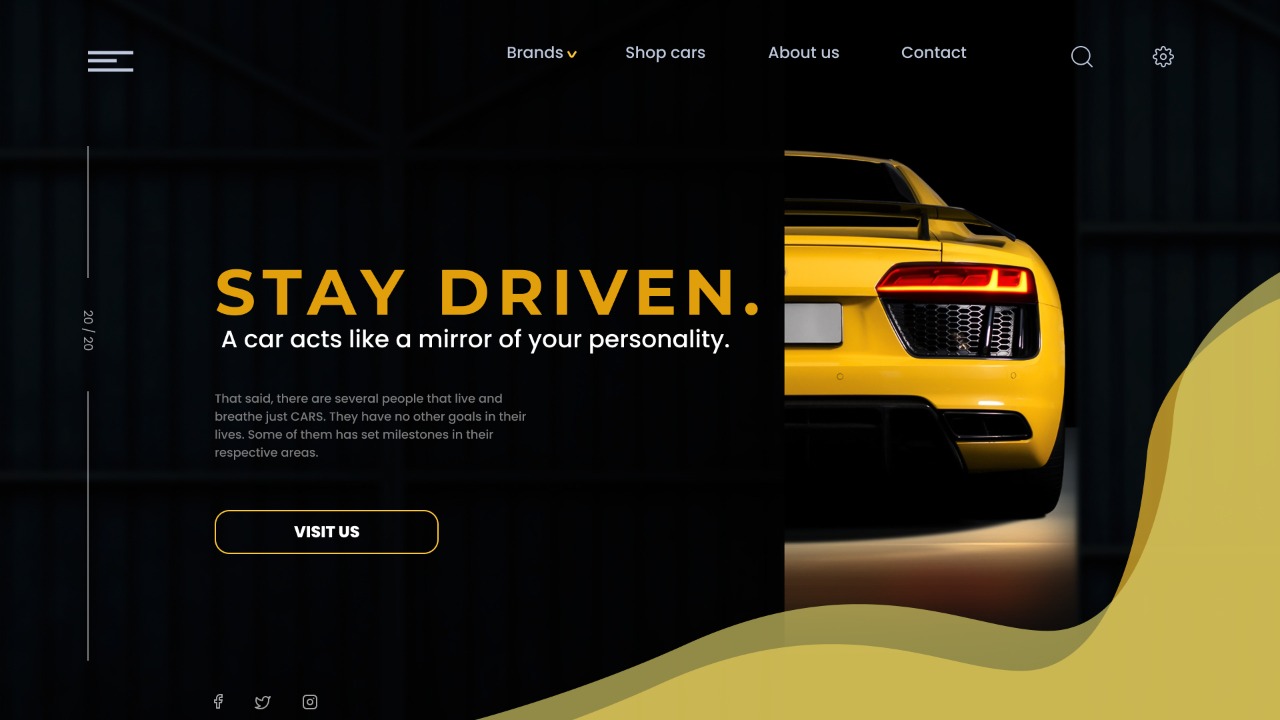 Brands Shop cars About us Contact
20 / 20
STAY DRIVEN.
A car acts like a mirror of your personality.
That said, there are several people that live and
breathe just CARS. They have no other goals in their
lives. Some of them has set milestones in their
respective areas.
VISIT US